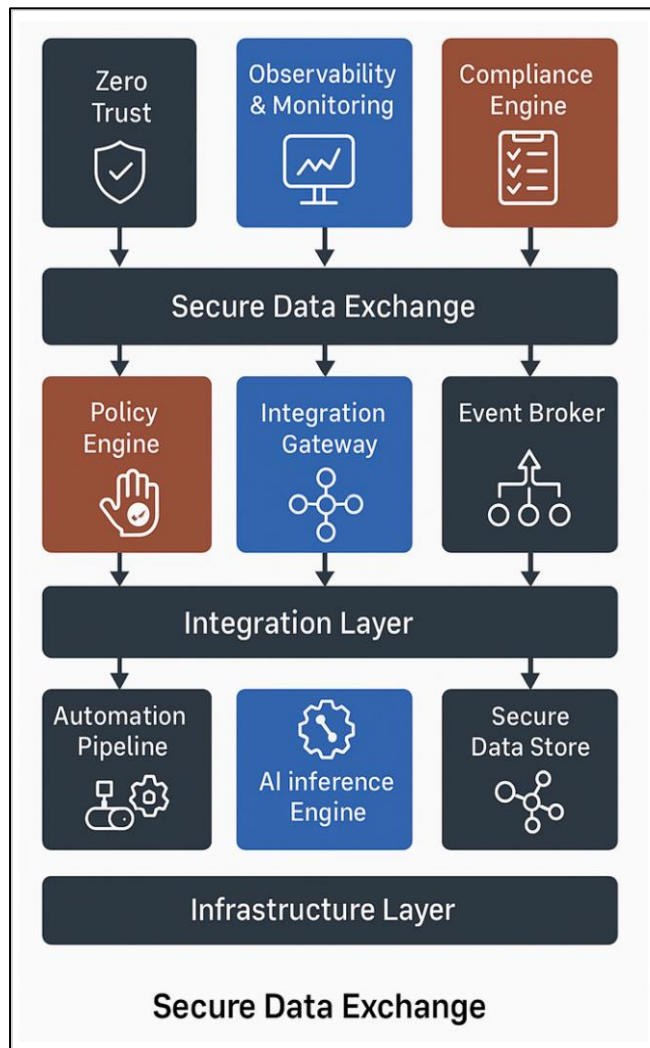 Zero
Trust
Observability
& Monitoring
Compliance
Engine
Secure Data Exchange
Policy
Engine
Integration
Gateway
Event Broker
Integration Layer
Automation
Pipeline
AI inference
Engine
Secure
Data Store
Infrastructure Layer
Secure Data Exchange